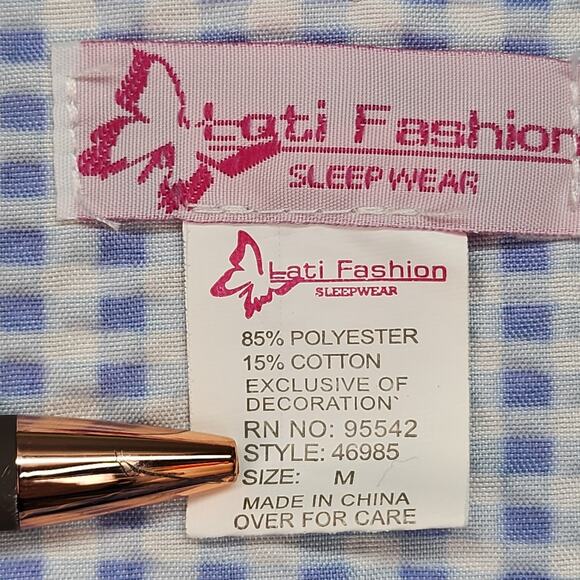 Lati Fashion
SLEEPWEAR
Lati Fashion
SLEEPWEAR
85% POLYESTER
15% COTTON
EXCLUSIVE OF
DECORATION
RN NO: 95542
STYLE: 46985
SIZE: M
MADE IN CHINA
OVER FOR CARE